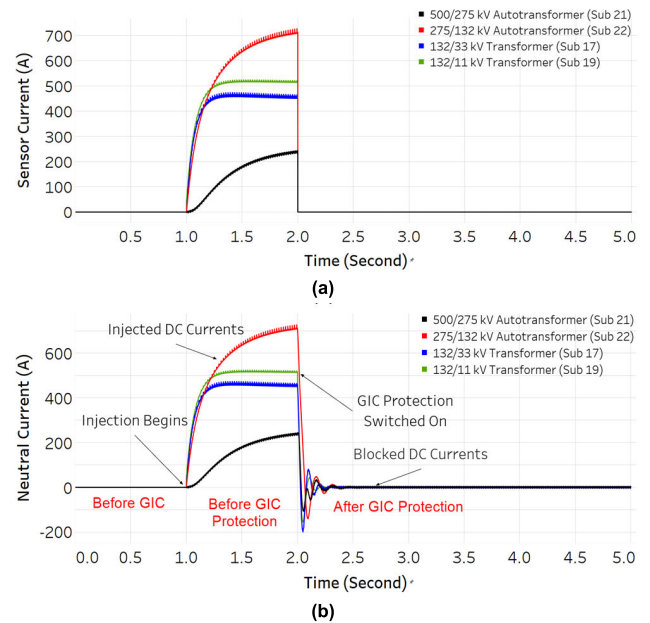 500/275 kV Autotransformer (Sub 21)
275/132 kV Autotransformer (Sub 22)
132/33 kV Transformer (Sub 17)
132/11 kV Transformer (Sub 19)
Sensor Current (A)
700
600
500
400
300
200
100
0
0.5 1.0 1.5 2.0 2.5 3.0 3.5 4.0 4.5 5.0
Time (Second)
(a)
500/275 kV Autotransformer (Sub 21)
275/132 kV Autotransformer (Sub 22)
132/33 kV Transformer (Sub 17)
132/11 kV Transformer (Sub 19)
Neutral Current (A)
600
400
200
0
-200
Injected DC Currents
Injection Begins
GIC Protection
Switched On
Blocked DC Currents
Before GIC
Before GIC
Protection
After GIC Protection
0.0 0.5 1.0 1.5 2.0 2.5 3.0 3.5 4.0 4.5 5.0
Time (Second)
(b)